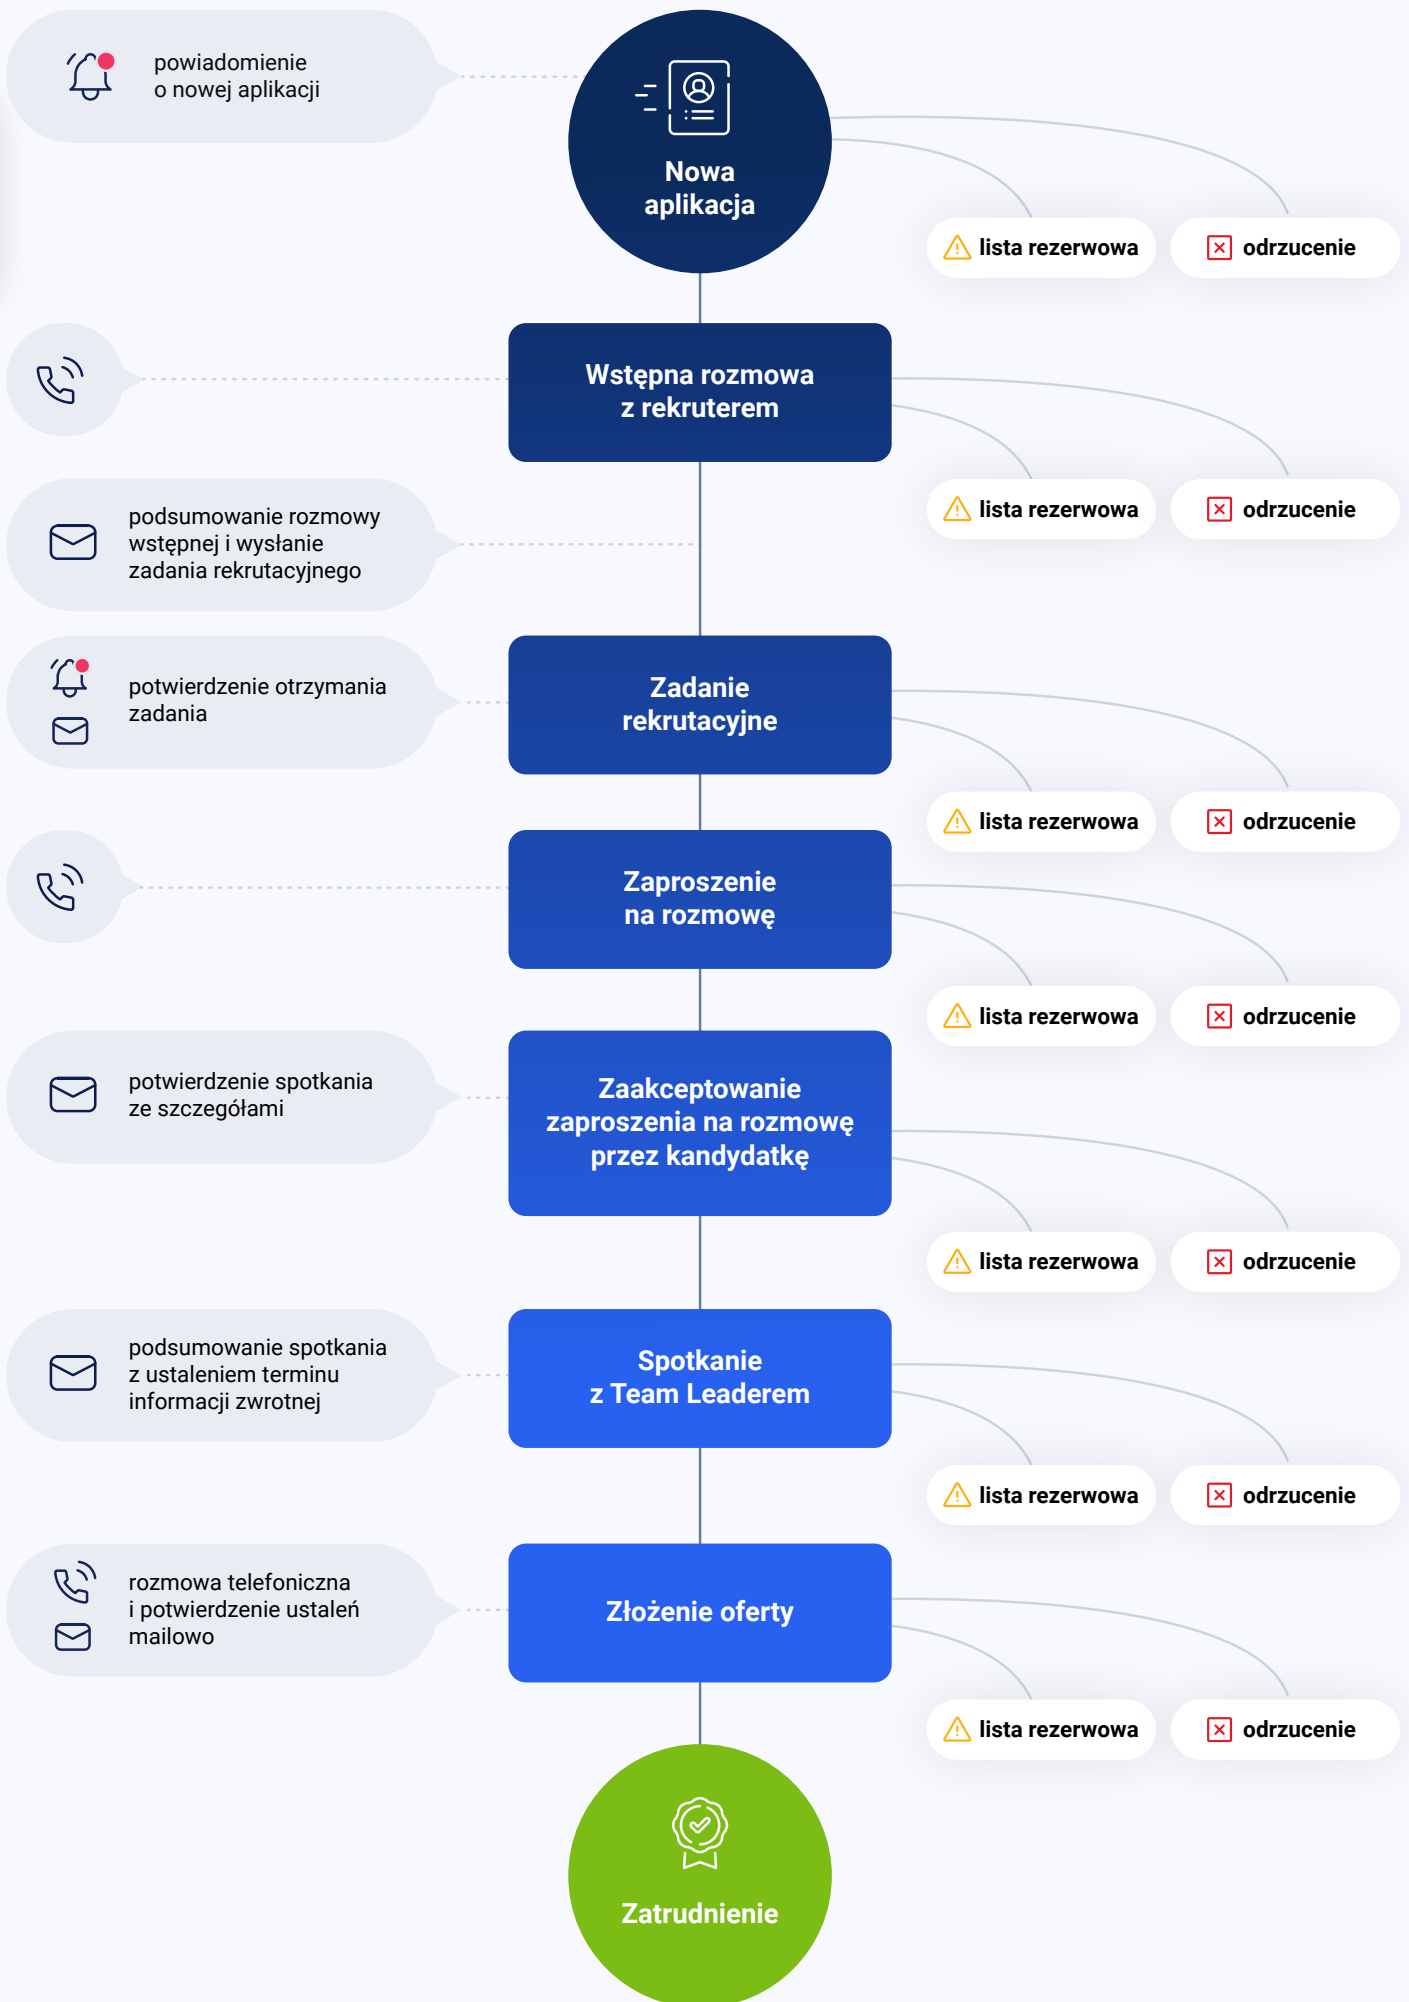 powiadomienie
o nowej aplikacji
Nowa
aplikacja
lista rezerwowa
odrzucenie
Wstępna rozmowa
z rekruterem
lista rezerwowa
odrzucenie
podsumowanie rozmowy
wstępnej i wysłanie
zadania rekrutacyjnego
potwierdzenie otrzymania
zadania
Zadanie
rekrutacyjne
lista rezerwowa
odrzucenie
Zaproszenie
na rozmowę
lista rezerwowa
odrzucenie
potwierdzenie spotkania
ze szczegółami
Zaakceptowanie
zaproszenia na rozmowę
przez kandydatkę
lista rezerwowa
odrzucenie
podsumowanie spotkania
z ustaleniem terminu
informacji zwrotnej
Spotkanie
z Team Leaderem
lista rezerwowa
odrzucenie
rozmowa telefoniczna
i potwierdzenie ustaleń
mailowo
Złożenie oferty
lista rezerwowa
odrzucenie
Zatrudnienie